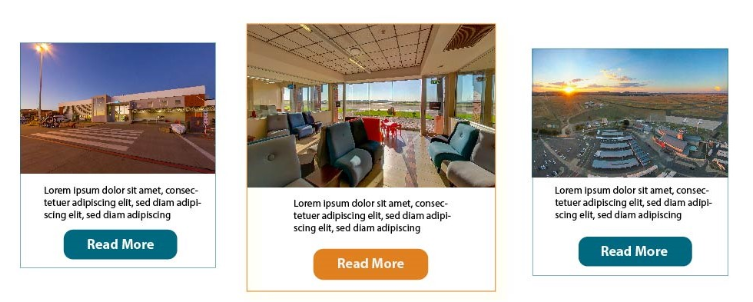 Lorem ipsum dolor sit amet, consec-
tetuer adipiscing elit, sed diam adipi-
scing elit, sed diam adipiscing
Read More
Lorem ipsum dolor sit amet, consec-
tetuer adipiscing elit, sed diam adipi-
scing elit, sed diam adipiscing
Read More
Lorem ipsum dolor sit amet, consec-
tetuer adipiscing elit, sed diam adipi-
scing elit, sed diam adipiscing
Read More